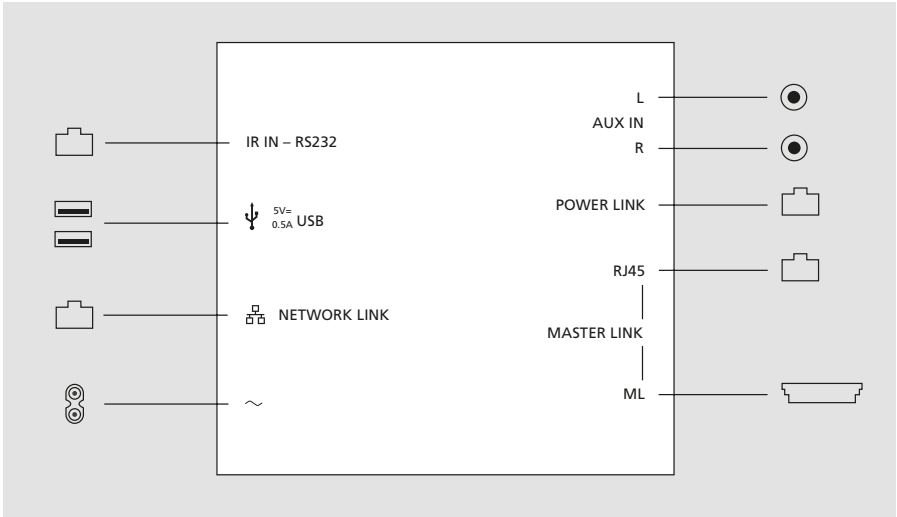 IR IN – RS232
5V=
0.5A USB
NETWORK LINK
L
AUX IN
R
POWER LINK
RJ45
MASTER LINK
ML